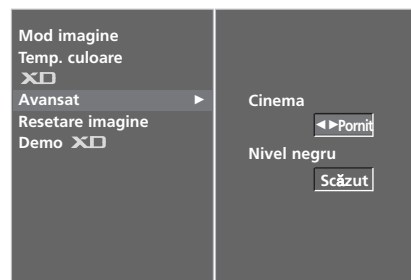 Mod imagine
Temp. culoare
XD
Avansat ►
Resetare imagine
Demo XD
Cinema
◄►Pornit
Nivel negru
Scăzut